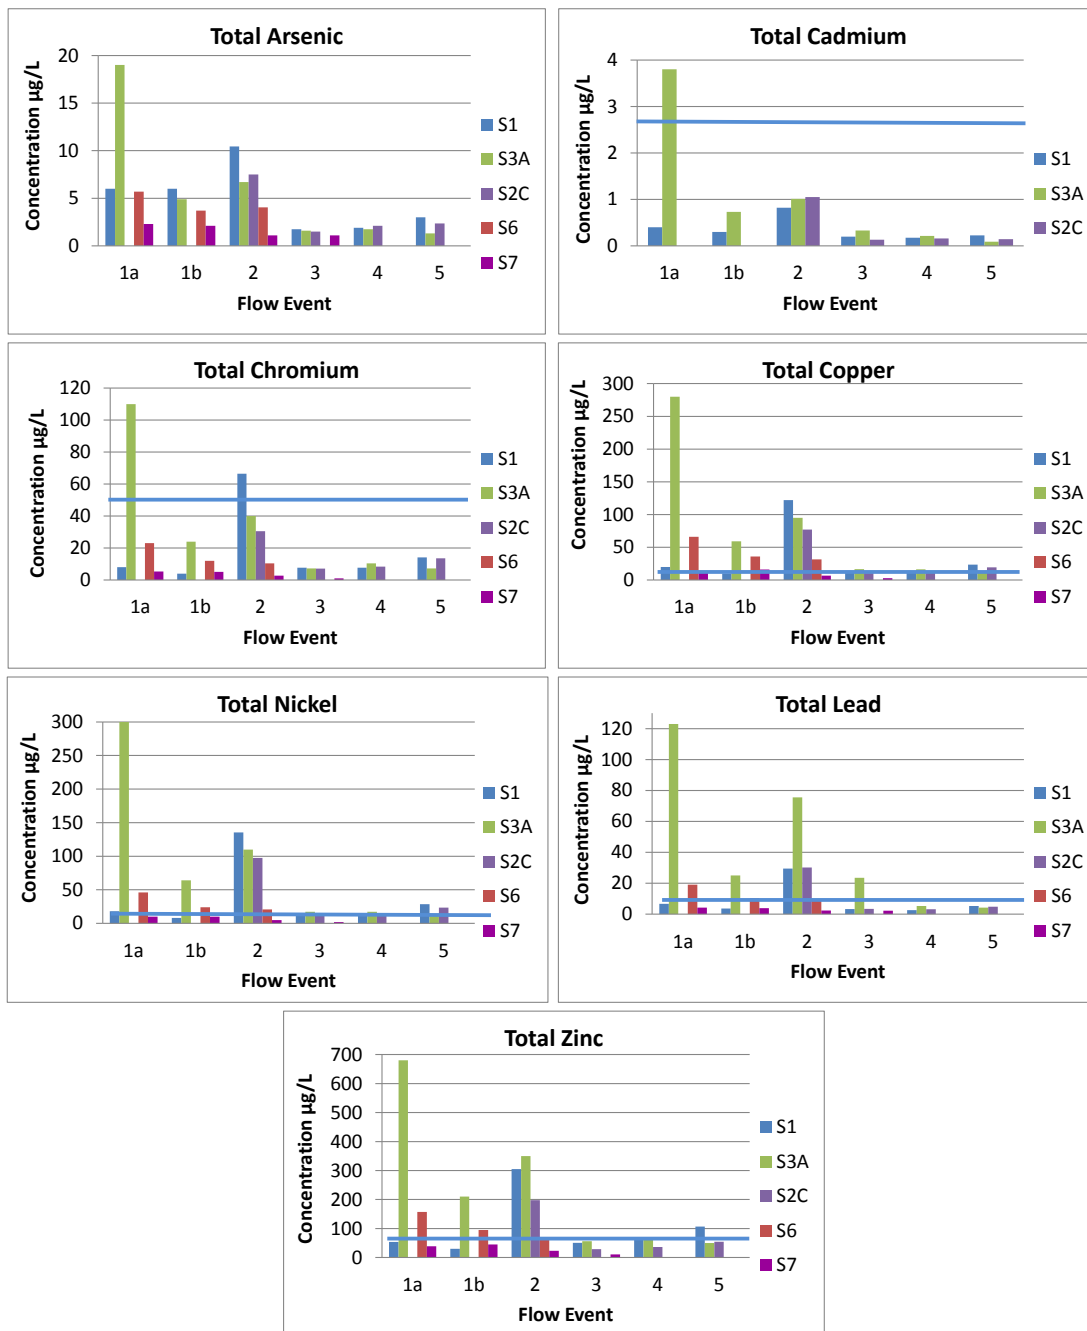 Total Arsenic
Concentration µg/L
20
15
10
5
0
1a 1b 2 3 4 5
Flow Event
S1
S3A
S2C
S6
S7
Total Cadmium
Concentration µg/L
4
3
2
1
0
1a 1b 2 3 4 5
Flow Event
S1
S3A
S2C
Total Chromium
Concentration µg/L
120
100
80
60
40
20
0
1a 1b 2 3 4 5
Flow Event
S1
S3A
S2C
S6
S7
Total Copper
Concentration µg/L
300
250
200
150
100
50
0
1a 1b 2 3 4 5
Flow Event
S1
S3A
S2C
S6
S7
Total Nickel
Concentration µg/L
300
250
200
150
100
50
0
1a 1b 2 3 4 5
Flow Event
S1
S3A
S2C
S6
S7
Total Lead
Concentration µg/L
120
100
80
60
40
20
0
1a 1b 2 3 4 5
Flow Event
S1
S3A
S2C
S6
S7
Total Zinc
Concentration µg/L
700
600
500
400
300
200
100
0
1a 1b 2 3 4 5
Flow Event
S1
S3A
S2C
S6
S7